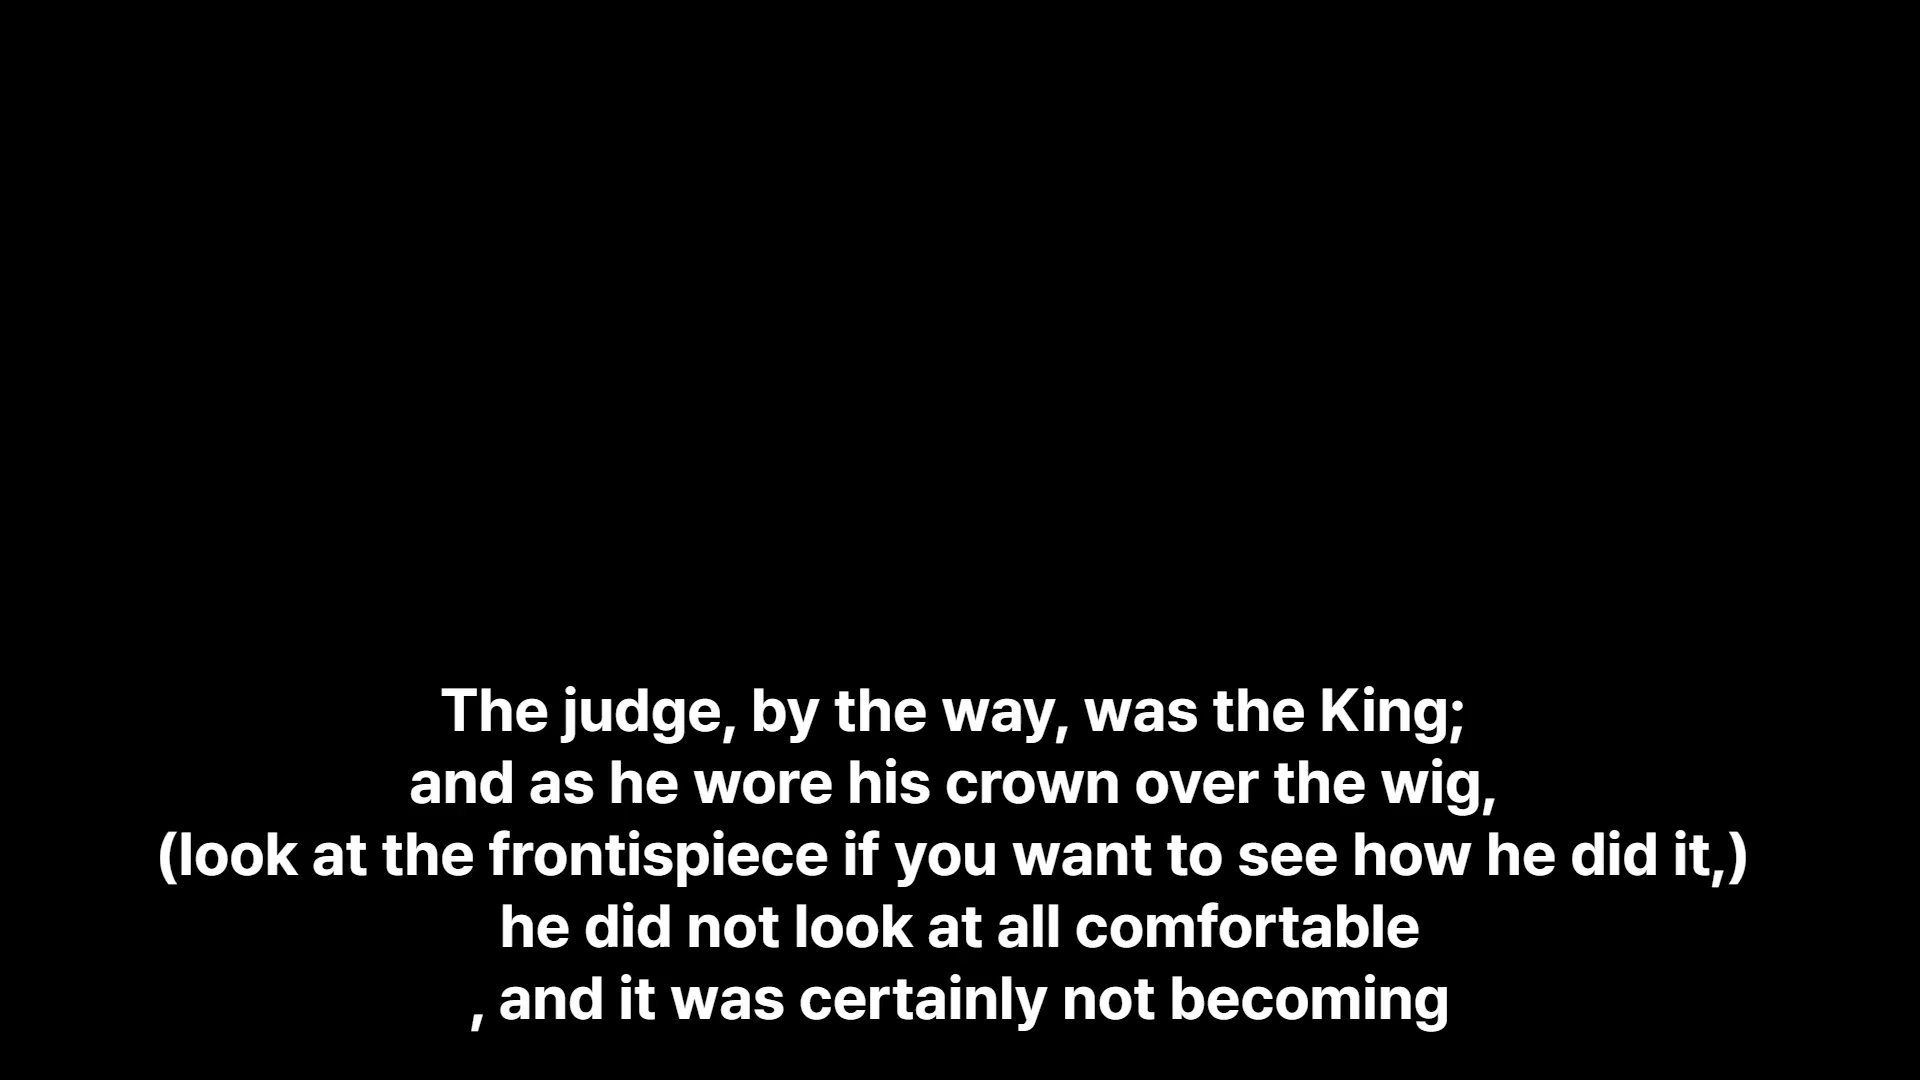 The judge, by the way, was the King;
and as he wore his crown over the wig,
(look at the frontispiece if you want to see how he did it,)
he did not look at all comfortable
, and it was certainly not becoming